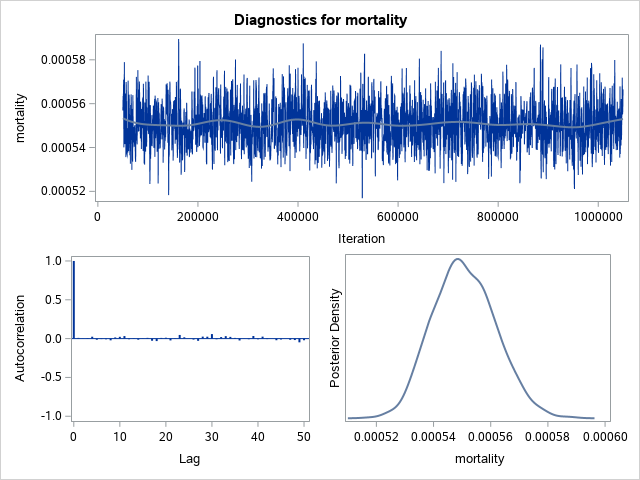 Diagnostics for mortality
mortality
0.00058
0.00056
0.00054
0.00052
0 200000 400000 600000 800000 1000000
Iteration
Autocorrelation
1.0
0.5
0.0
-0.5
-1.0
0 10 20 30 40 50
Lag
Posterior Density
0.00052 0.00054 0.00056 0.00058 0.00060
mortality